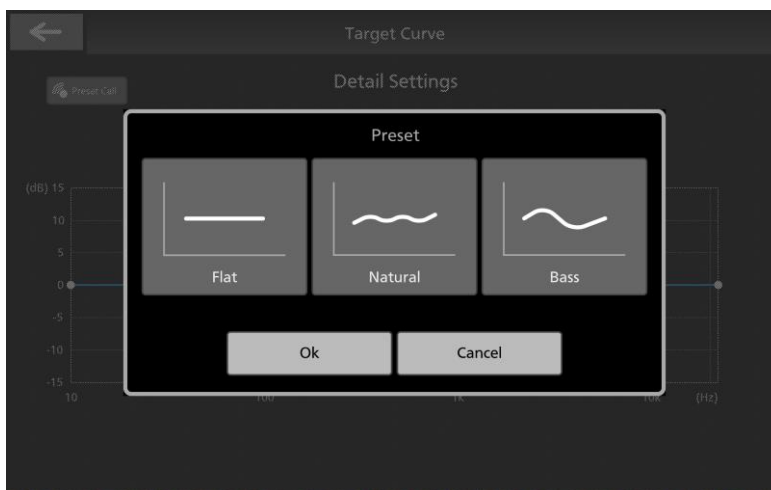 Target Curve
Preset Call
Detail Settings
Preset
(dB) 15
10
5
0
-5
-10
-15
Flat
Natural
Bass
Ok
Cancel
10
100
1k
10k
(Hz)